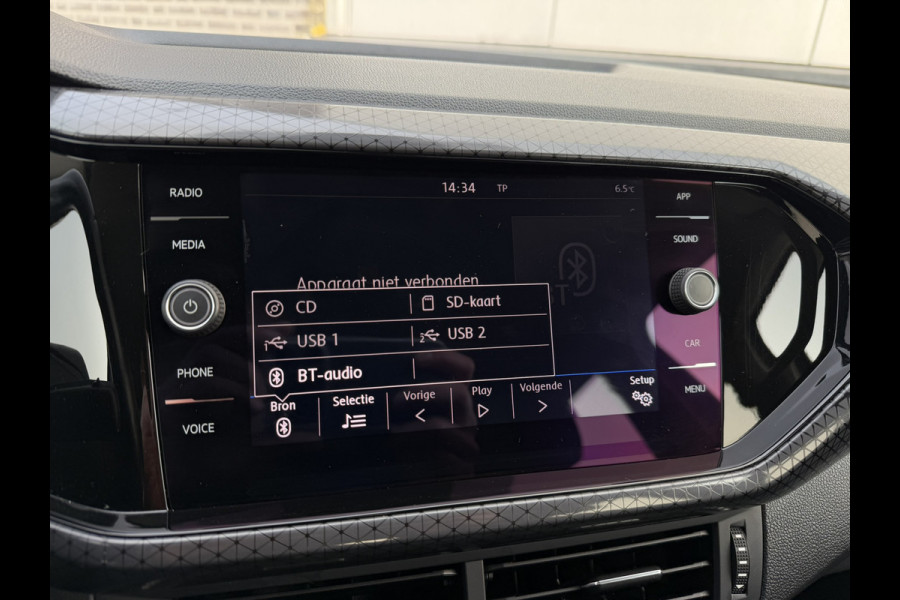 14:34 TP 6.5°C
RADIO
MEDIA
PHONE
VOICE
Apparaat niet verbonden
CD SD-kaart
USB 1 USB 2
BT-audio
Bron Selectie Vorige Play Volgende Setup
APP
SOUND
CAR
MENU